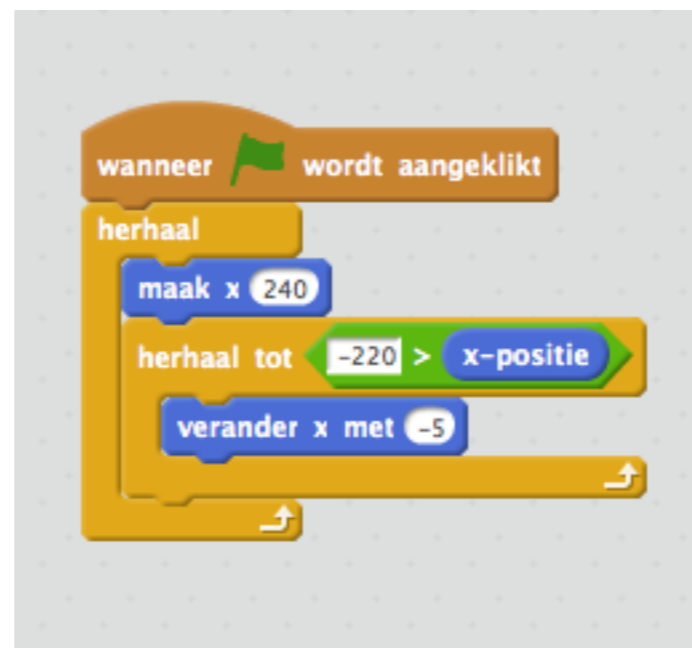 wanneer wordt aangeklikt
herhaal
maak x 240
herhaal tot -220 > x-positie
verander x met -5